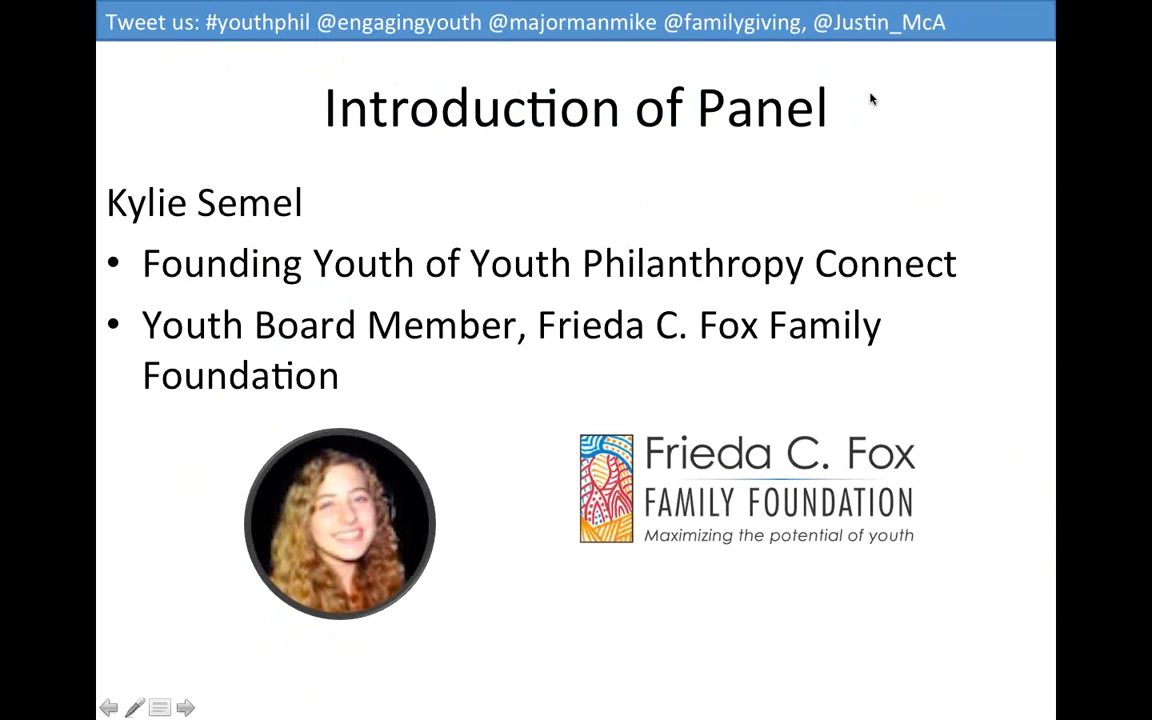 Tweet us: #youthphil @engagingyouth @majormanmike @familygiving, @Justin_McA
Introduction of Panel
Kylie Semel
• Founding Youth of Youth Philanthropy Connect
• Youth Board Member, Frieda C. Fox Family
Foundation
Frieda C. Fox
FAMILY FOUNDATION
Maximizing the potential of youth